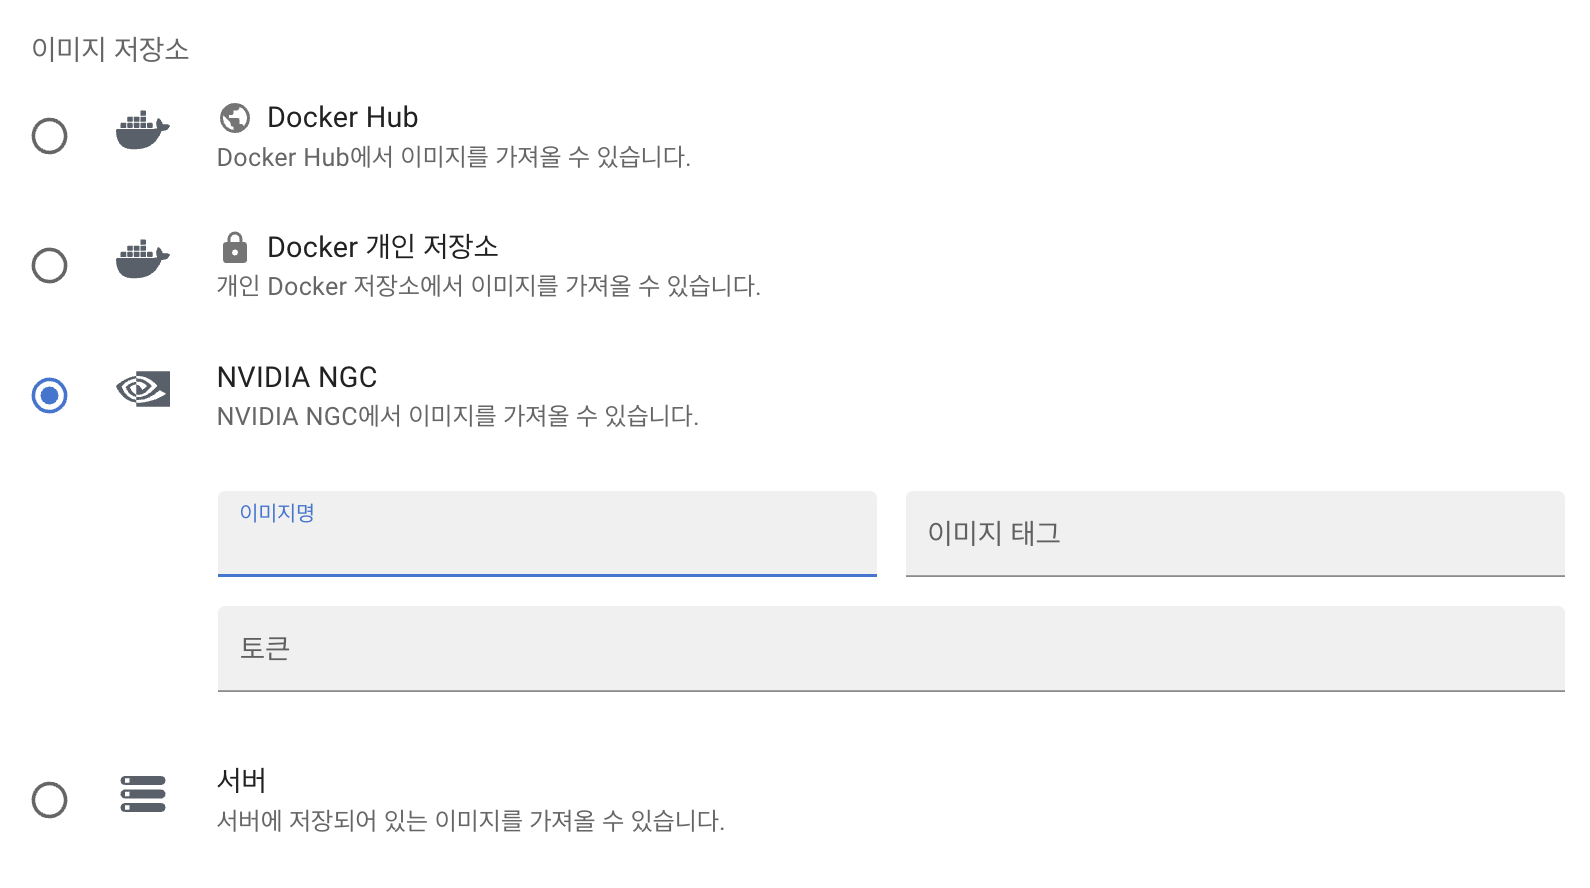 이미지 저장소
Docker Hub
Docker Hub에서 이미지를 가져올 수 있습니다.
Docker 개인 저장소
개인 Docker 저장소에서 이미지를 가져올 수 있습니다.
NVIDIA NGC
NVIDIA NGC에서 이미지를 가져올 수 있습니다.
이미지명
이미지 태그
토큰
서버
서버에 저장되어 있는 이미지를 가져올 수 있습니다.